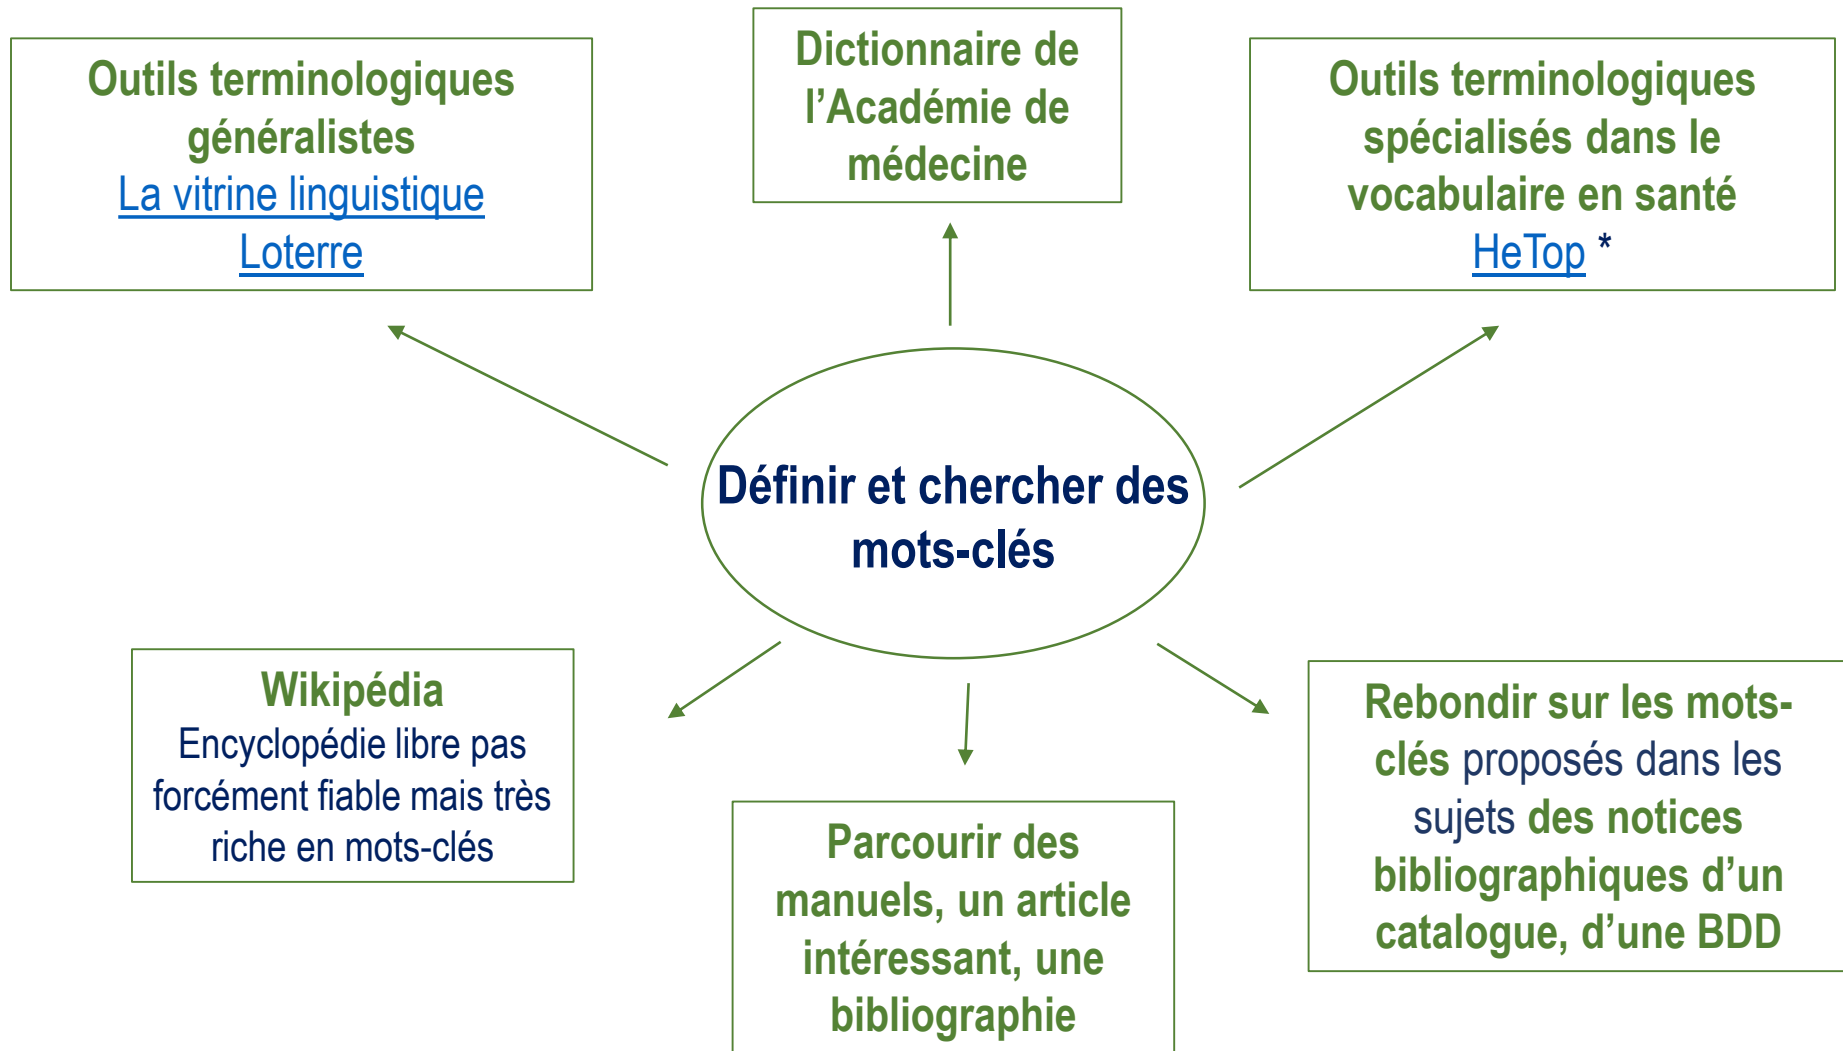 Outils terminologiques
généralistes
La vitrine linguistique
Loterre
Dictionnaire de
l’Académie de
médecine
Outils terminologiques
spécialisés dans le
vocabulaire en santé
HeTop *
Définir et chercher des
mots-clés
Wikipédia
Encyclopédie libre pas
forcément fiable mais très
riche en mots-clés
Parcourir des
manuels, un article
intéressant, une
bibliographie
Rebondir sur les mots-
clés proposés dans les
sujets des notices
bibliographiques d’un
catalogue, d’une BDD